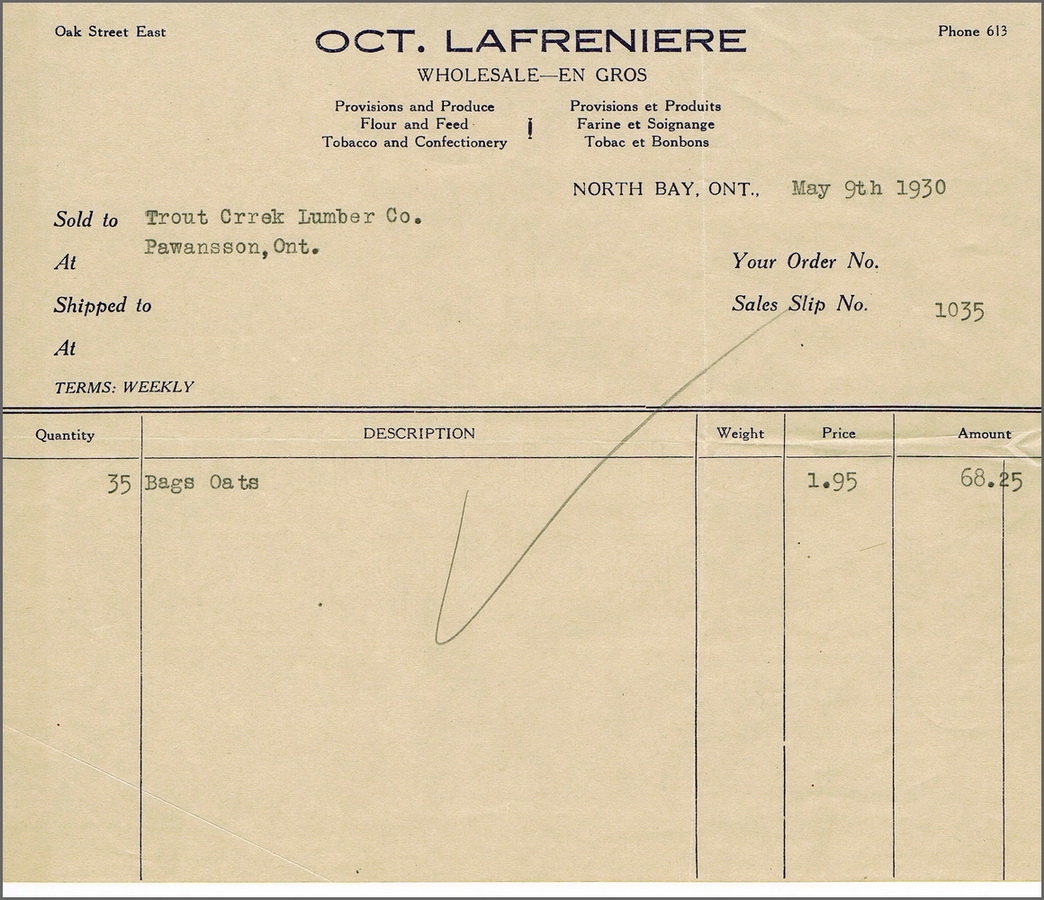 Oak Street East
OCT. LAFRENIERE
Phone 613
WHOLESALE—EN GROS
Provisions and Produce
Flour and Feed
Tobacco and Confectionery
Provisions et Produits
Farine et Soignange
Tobac et Bonbons
NORTH BAY, ONT., May 9th 1930
Sold to Trout Crrek Lumber Co.
At Pawansson,Ont.
Your Order No.
Shipped to
Sales Slip No. 1035
At
TERMS: WEEKLY
Quantity DESCRIPTION Weight Price Amount
35 Bags Oats 1.95 68.25